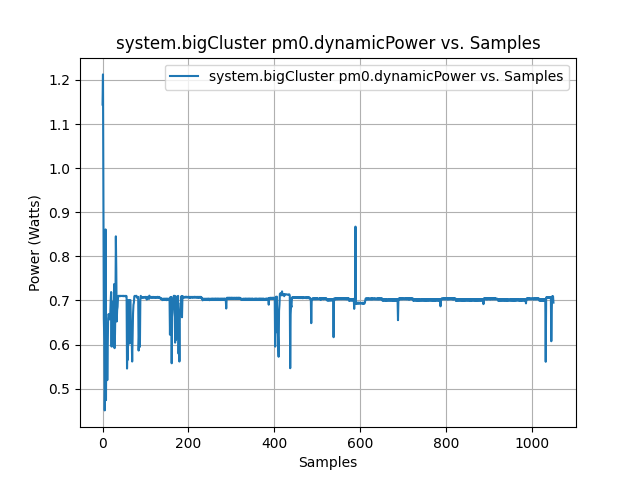 system.bigCluster pm0.dynamicPower vs. Samples
system.bigCluster pm0.dynamicPower vs. Samples
1.2
1.1
1.0
0.9
0.8
0.7
0.6
0.5
Power (Watts)
0 200 400 600 800 1000
Samples